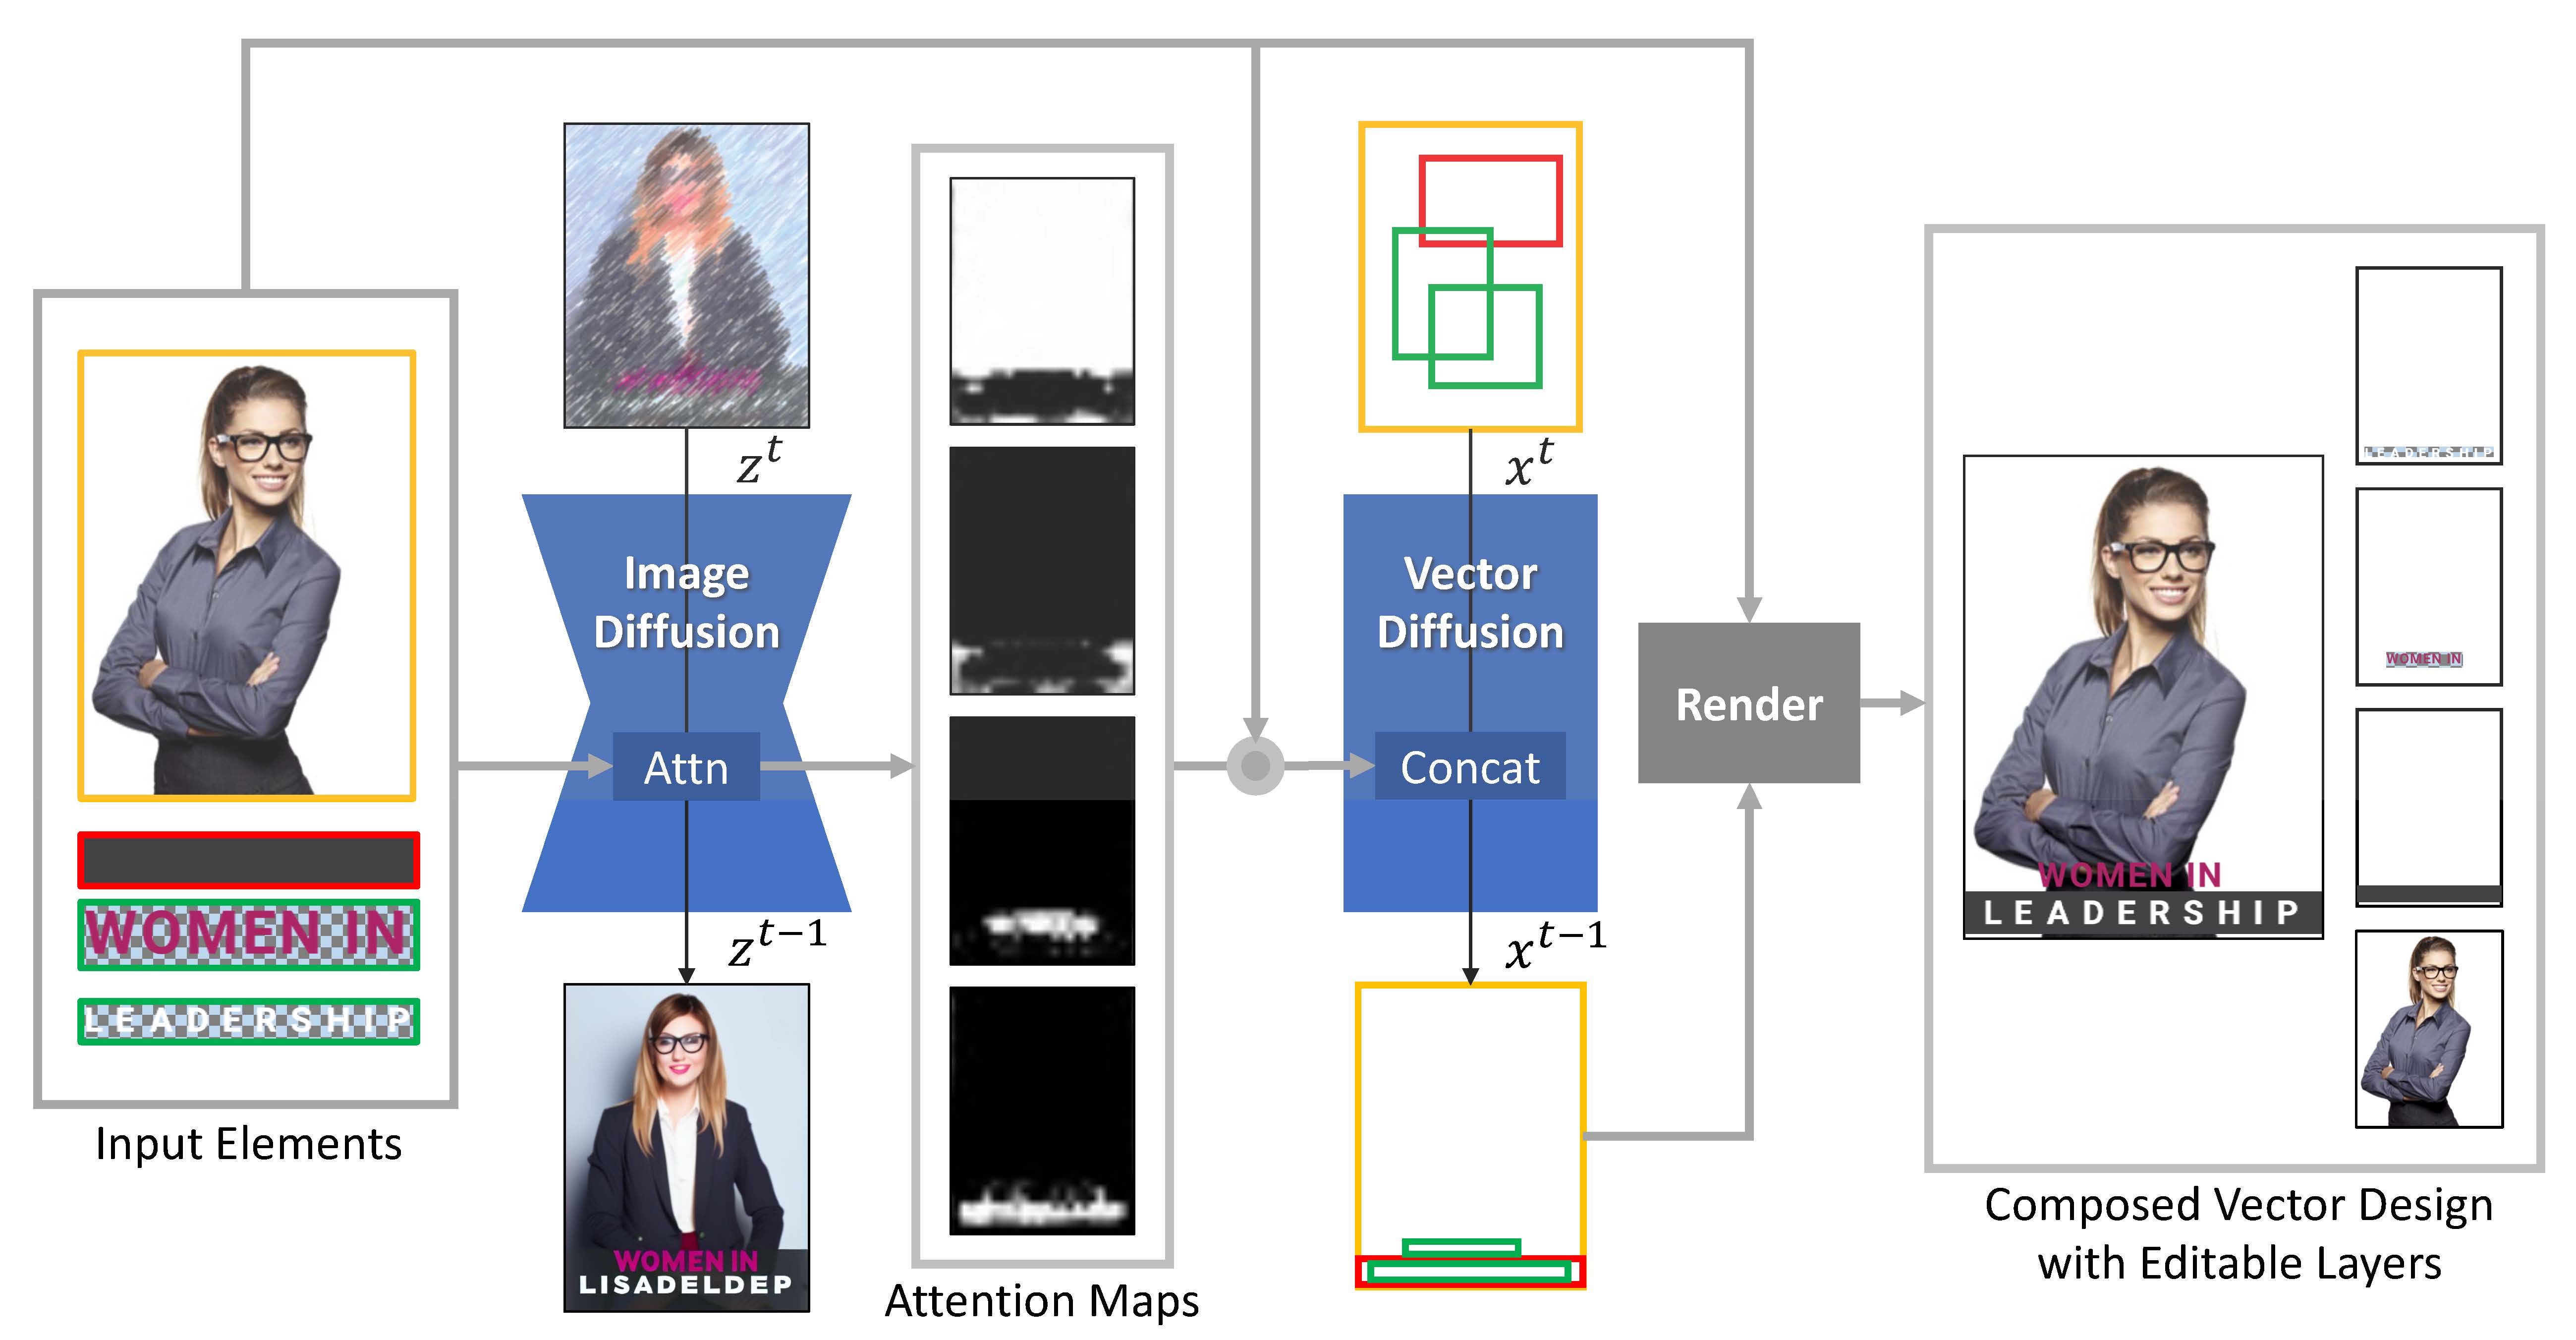 WOMEN IN
LEADERSHIP
Input Elements
z^t
Image
Diffusion
Attn
z^{t-1}
WOMEN IN
LISADELDEP
Attention Maps
x^t
Vector
Diffusion
Concat
x^{t-1}
Render
WOMEN IN
LEADERSHIP
LEADERSHIP
WOMEN IN
Composed Vector Design
with Editable Layers